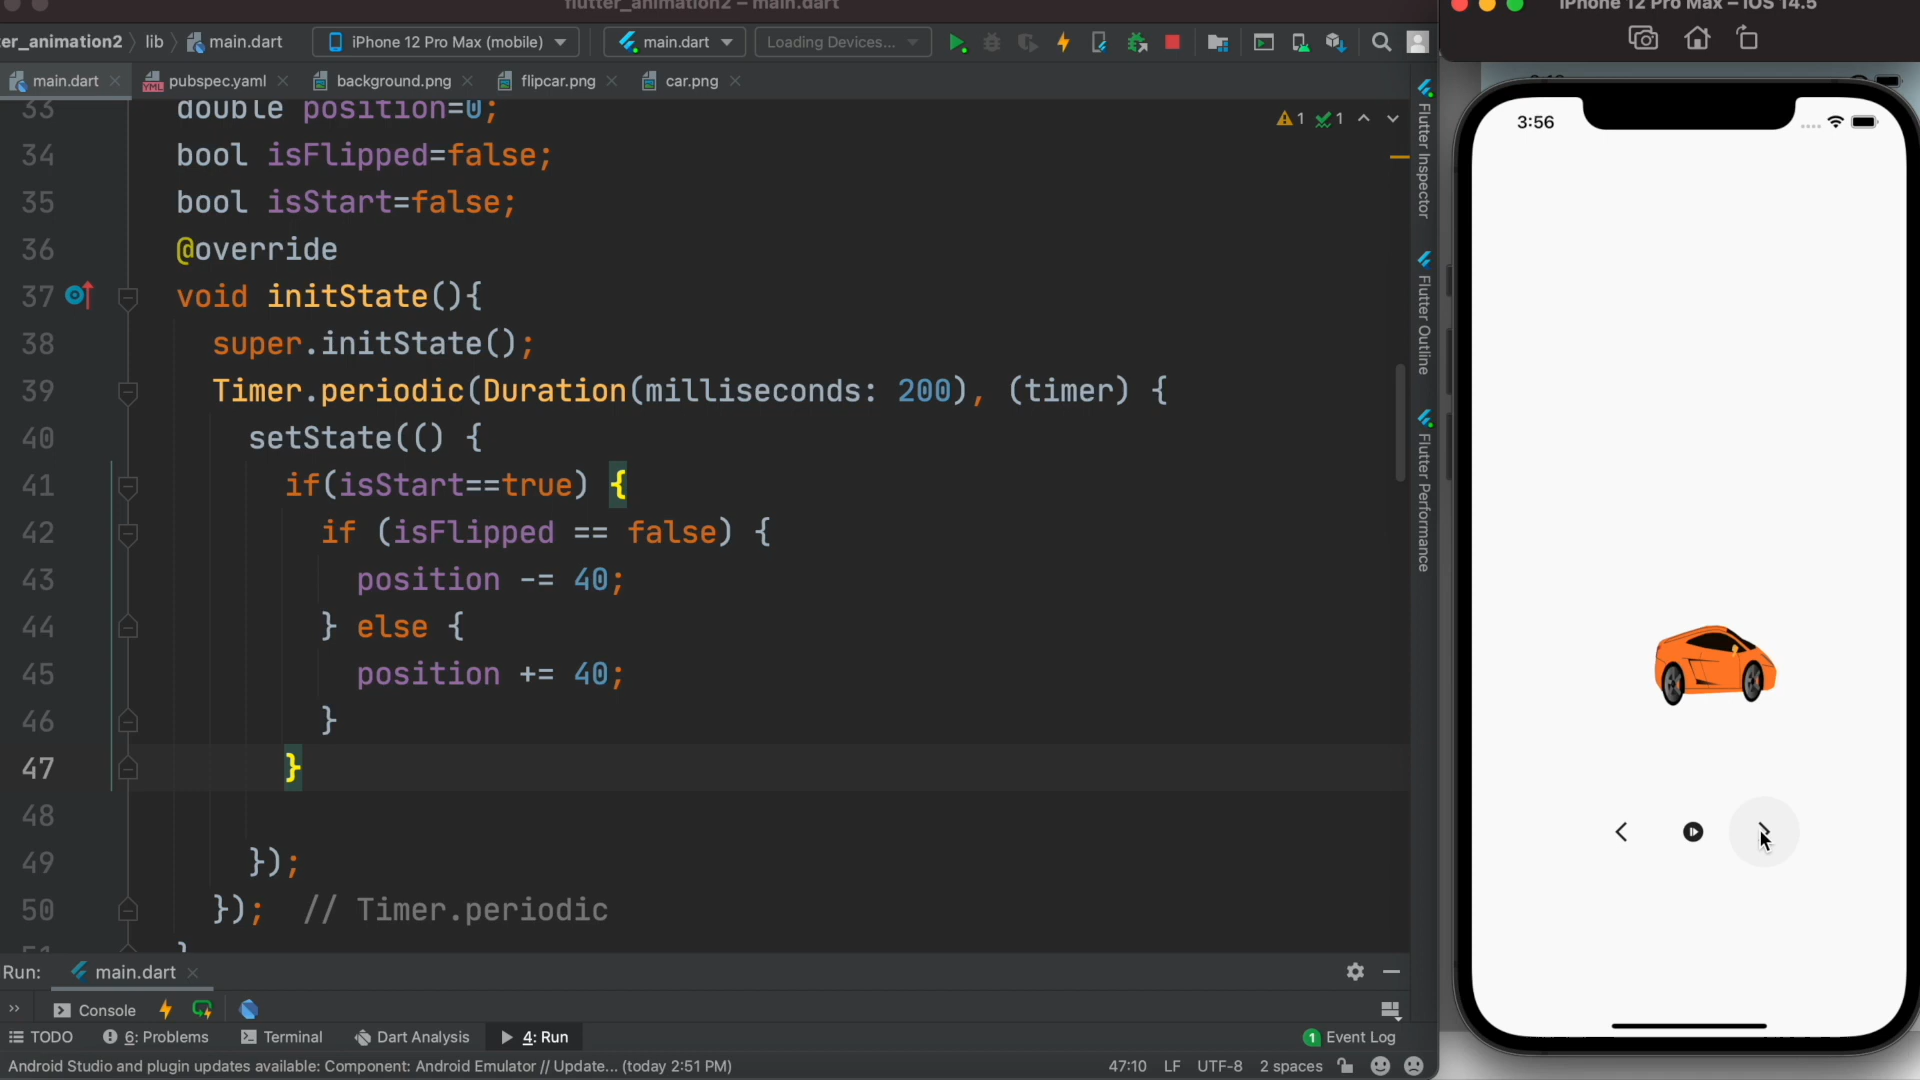 flutter_animation2 – main.dart
iPhone 12 Pro Max – iOS 14.5
er_animation2 lib main.dart iPhone 12 Pro Max (mobile) main.dart Loading Devices...
main.dart pubspec.yaml background.png flipcar.png car.png
33 double position=0;
34 bool isFlipped=false;
35 bool isStart=false;
36 @override
37 void initState(){
38 super.initState();
39 Timer.periodic(Duration(milliseconds: 200), (timer) {
40 setState(() {
41 if(isStart==true) {
42 if (isFlipped == false) {
43 position -= 40;
44 } else {
45 position += 40;
46 }
47 }
48
49 });
50 }); // Timer.periodic
51 }
1 1
Flutter Inspector
Flutter Outline
Flutter Performance
3:56
Run: main.dart
Console
TODO 6: Problems Terminal Dart Analysis 4: Run 1 Event Log
Android Studio and plugin updates available: Component: Android Emulator // Update... (today 2:51 PM) 47:10 LF UTF-8 2 spaces